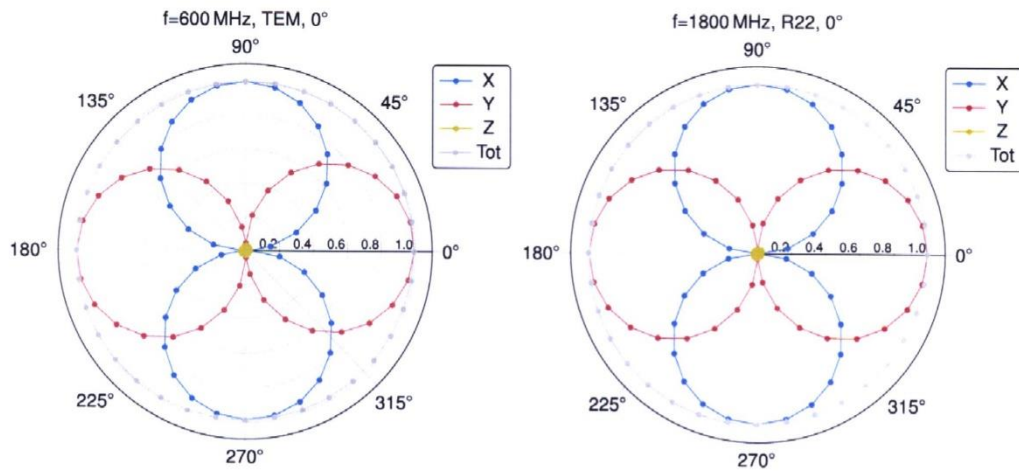 f=600 MHz, TEM, 0°
90°
135°
45°
X
Y
Z
Tot
180°
0.2 0.4 0.6 0.8 1.0
0°
225°
315°
270°
f=1800 MHz, R22, 0°
90°
135°
45°
X
Y
Z
Tot
180°
0.2 0.4 0.6 0.8 1.0
0°
225°
315°
270°